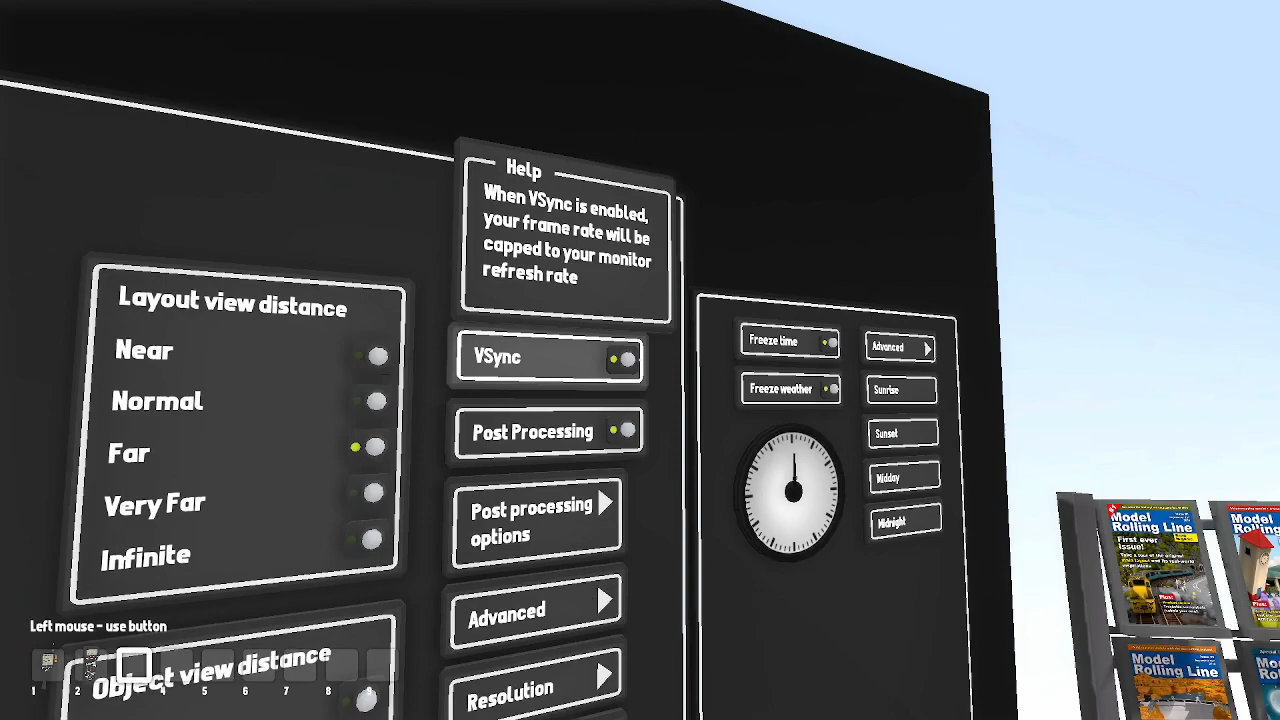 Help
When VSync is enabled,
your frame rate will be
capped to your monitor
refresh rate
Layout view distance
Near
Normal
Far
Very Far
Infinite
Object view distance
VSync
Post Processing
Post processing
options
Advanced
Resolution
Freeze time
Freeze weather
Advanced
Sunrise
Sunset
Midday
Midnight
Left mouse - use button
1 2 4 5 6 7 8 9
Model
Rolling Line
First ever
issue!
Plus:
Model
Rolling Line